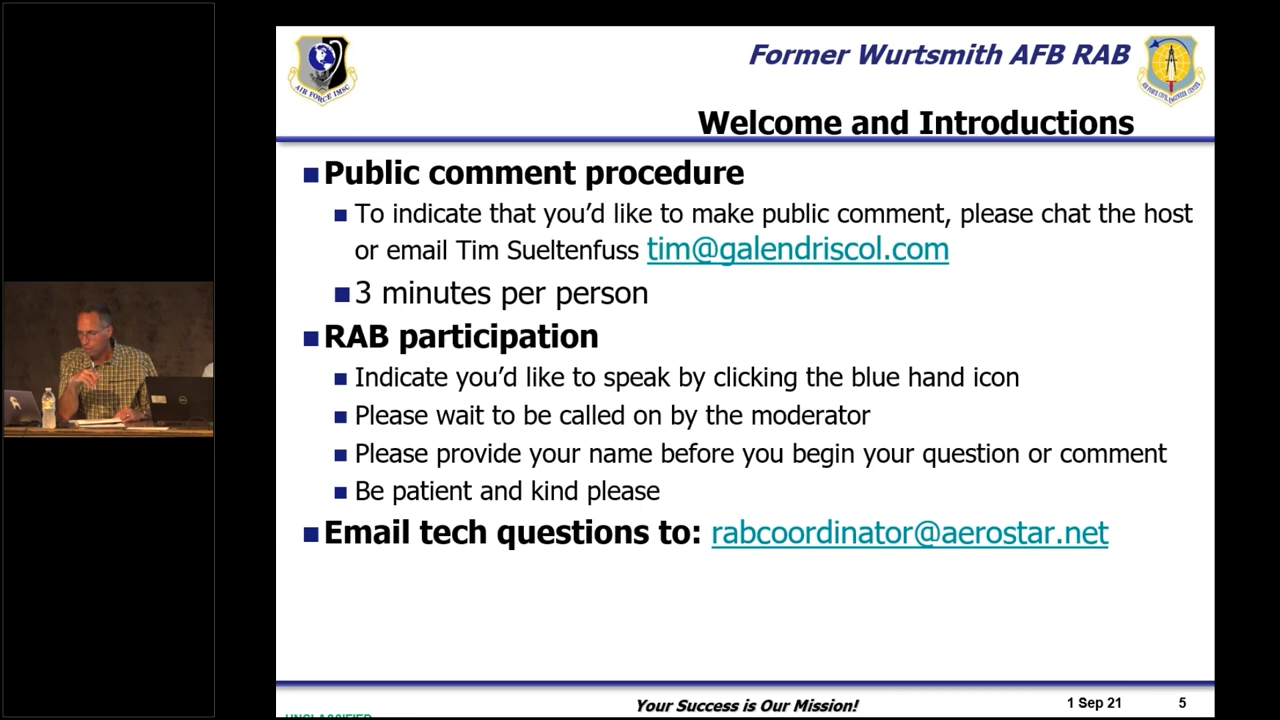 Former Wurtsmith AFB RAB
AIR FORCE IMSC
Welcome and Introductions
Public comment procedure
To indicate that you’d like to make public comment, please chat the host
or email Tim Sueltenfuss tim@galendriscol.com
3 minutes per person
RAB participation
Indicate you’d like to speak by clicking the blue hand icon
Please wait to be called on by the moderator
Please provide your name before you begin your question or comment
Be patient and kind please
Email tech questions to: rabcoordinator@aerostar.net
UNCLASSIFIED
Your Success is Our Mission!
1 Sep 21
5